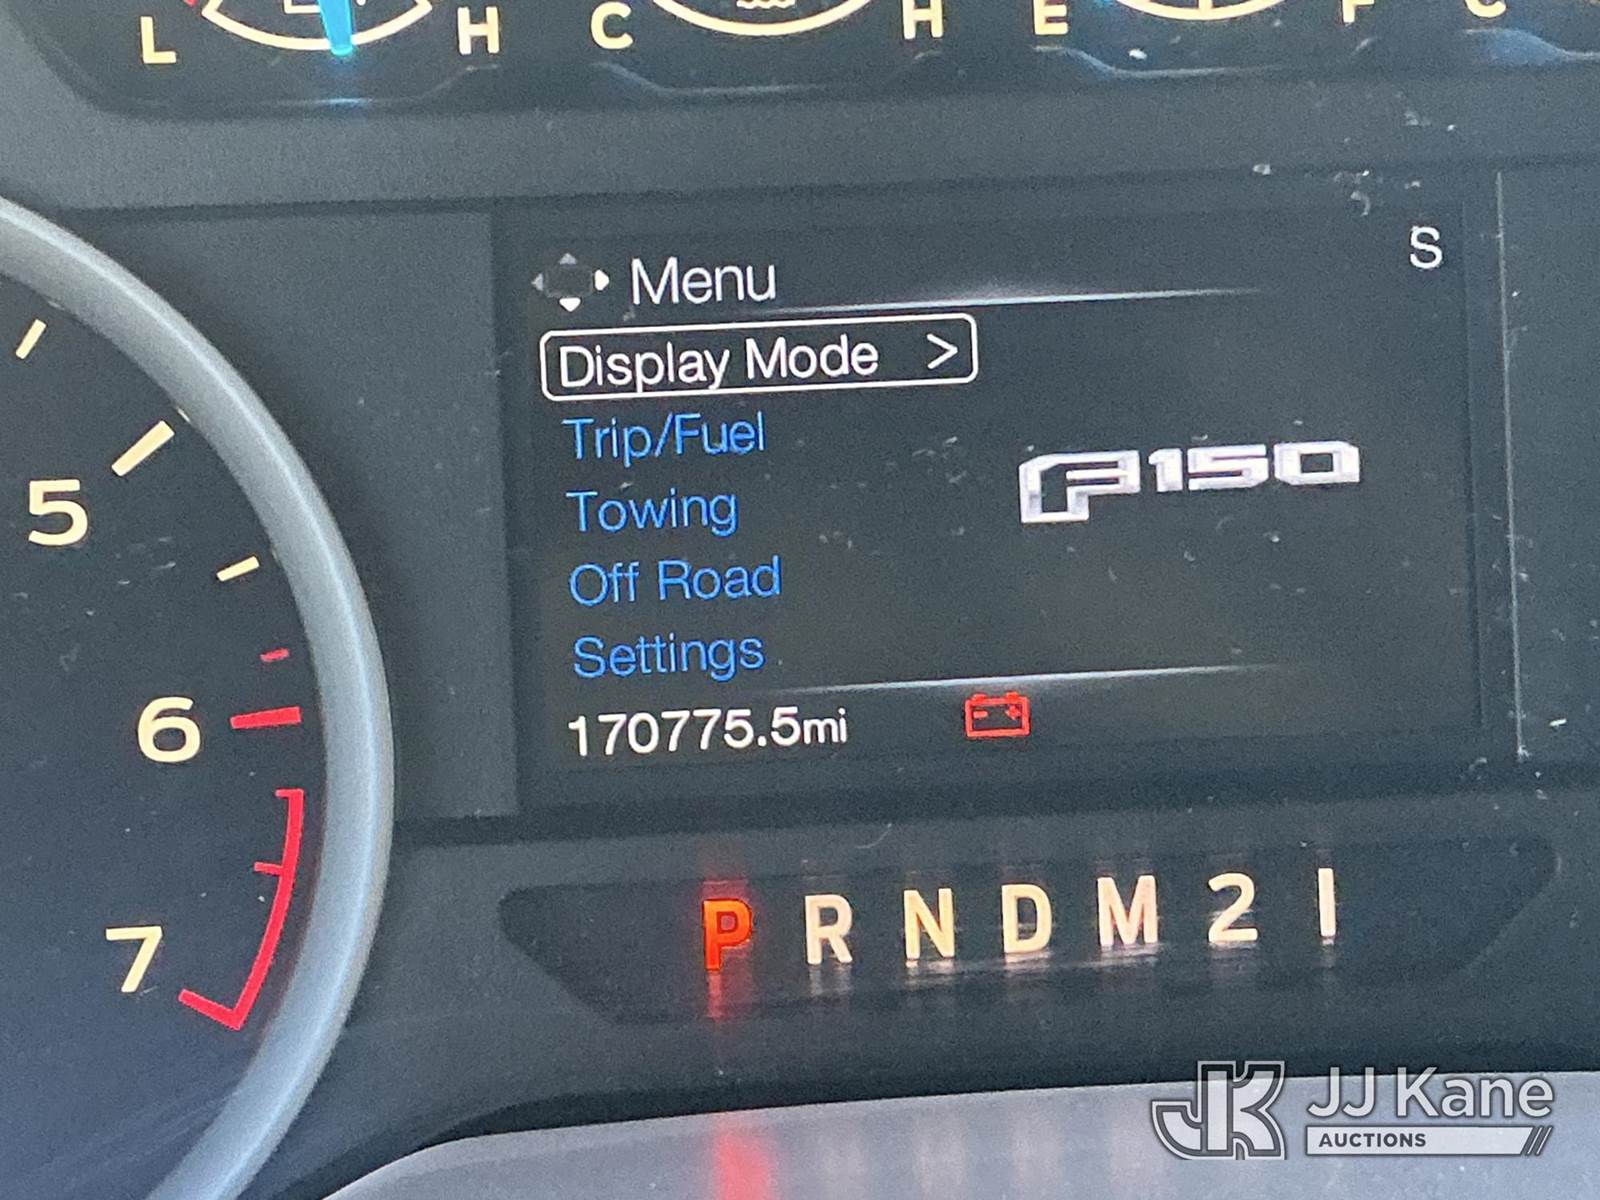 L H C H E F C
S
Menu
Display Mode >
Trip/Fuel
F150
Towing
5
Off Road
Settings
6
170775.5mi
P R N D M 2 1
7
JK JJ Kane
AUCTIONS